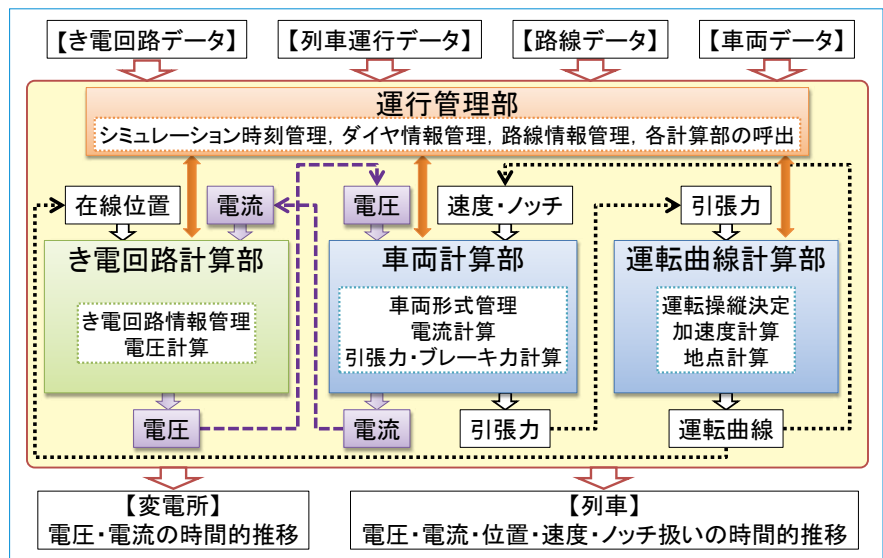 【き電回路データ】
【列車運行データ】
【路線データ】
【車両データ】
運行管理部
シミュレーション時刻管理，ダイヤ情報管理，路線情報管理，各計算部の呼出
在線位置
電流
電圧
速度・ノッチ
引張力
き電回路計算部
き電回路情報管理
電圧計算
車両計算部
車両形式管理
電流計算
引張力・ブレーキ力計算
運転曲線計算部
運転操縦決定
加速度計算
地点計算
電圧
電流
引張力
運転曲線
【変電所】
電圧・電流の時間的推移
【列車】
電圧・電流・位置・速度・ノッチ扱いの時間的推移